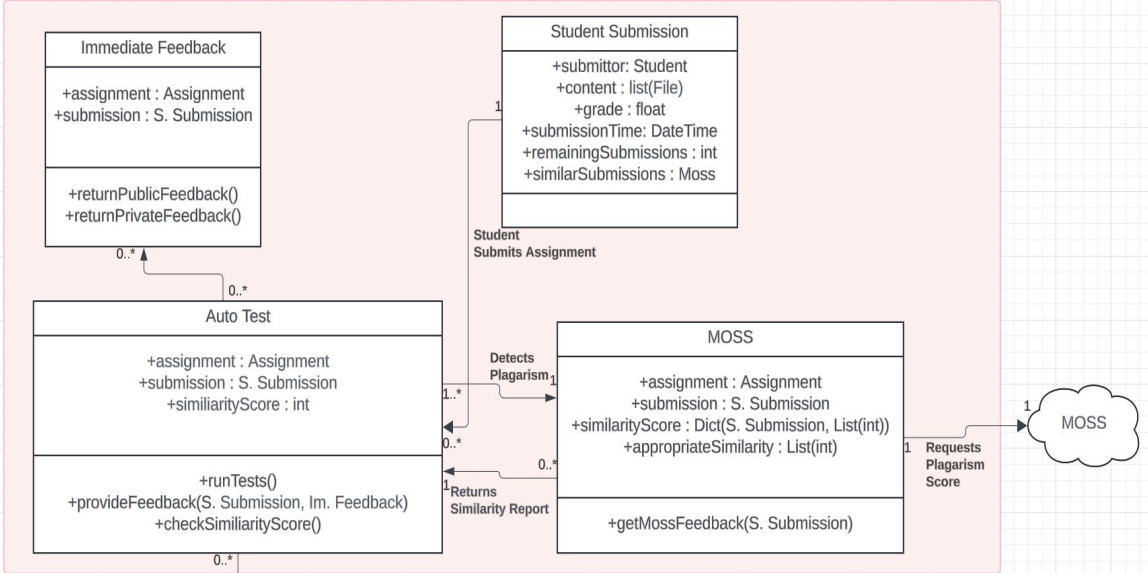 Immediate Feedback
+assignment : Assignment
+submission : S. Submission
+returnPublicFeedback()
+returnPrivateFeedback()
0..*
0..*
Student Submission
+submittor: Student
+content : list(File)
+grade : float
+submissionTime: DateTime
+remainingSubmissions : int
+similarSubmissions : Moss
1
Student
Submits Assignment
Auto Test
+assignment : Assignment
+submission : S. Submission
+similiarityScore : int
+runTests()
+provideFeedback(S. Submission, Im. Feedback)
+checkSimiliarityScore()
0..*
Detects
Plagarism
1
1..*
0..*
0..*
1
Returns
Similarity Report
MOSS
+assignment : Assignment
+submission : S. Submission
+similarityScore : Dict(S. Submission, List(int))
+appropriateSimilarity : List(int)
+getMossFeedback(S. Submission)
1
Requests
Plagarism
Score
1
MOSS